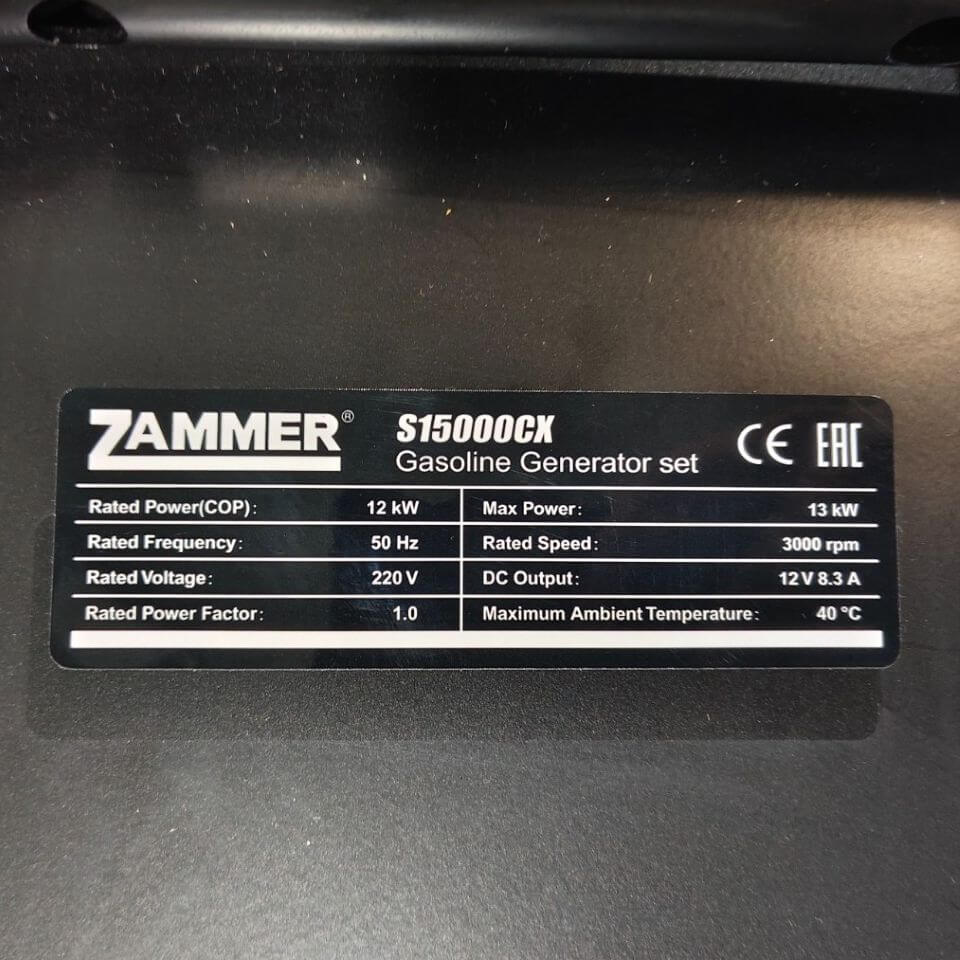 ZAMMER® S15000CX CE EAC
Gasoline Generator set
Rated Power(COP): 12 kW Max Power: 13 kW
Rated Frequency: 50 Hz Rated Speed: 3000 rpm
Rated Voltage: 220 V DC Output: 12 V 8.3 A
Rated Power Factor: 1.0 Maximum Ambient Temperature: 40 °C